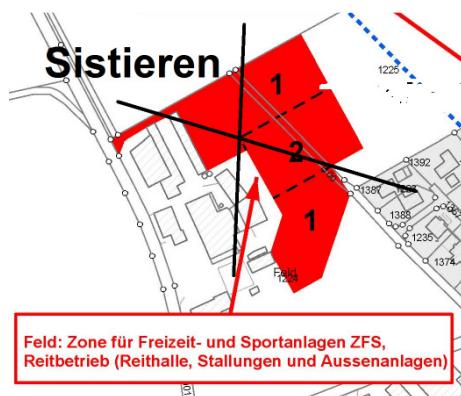 Sistieren
1
1225
2
1392
1387
1388
1235
1
1374
Feld
1224
Feld: Zone für Freizeit- und Sportanlagen ZFS,
Reitbetrieb (Reithalle, Stallungen und Aussenanlagen)